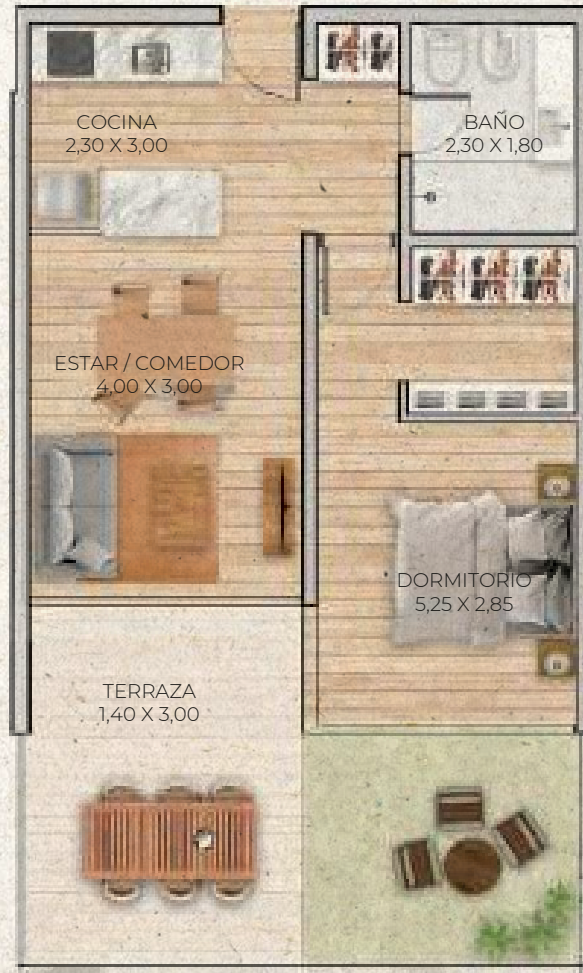 COCINA
2,30 X 3,00
BAÑO
2,30 X 1,80
ESTAR / COMEDOR
4,00 X 3,00
DORMITORIO
5,25 X 2,85
TERRAZA
1,40 X 3,00